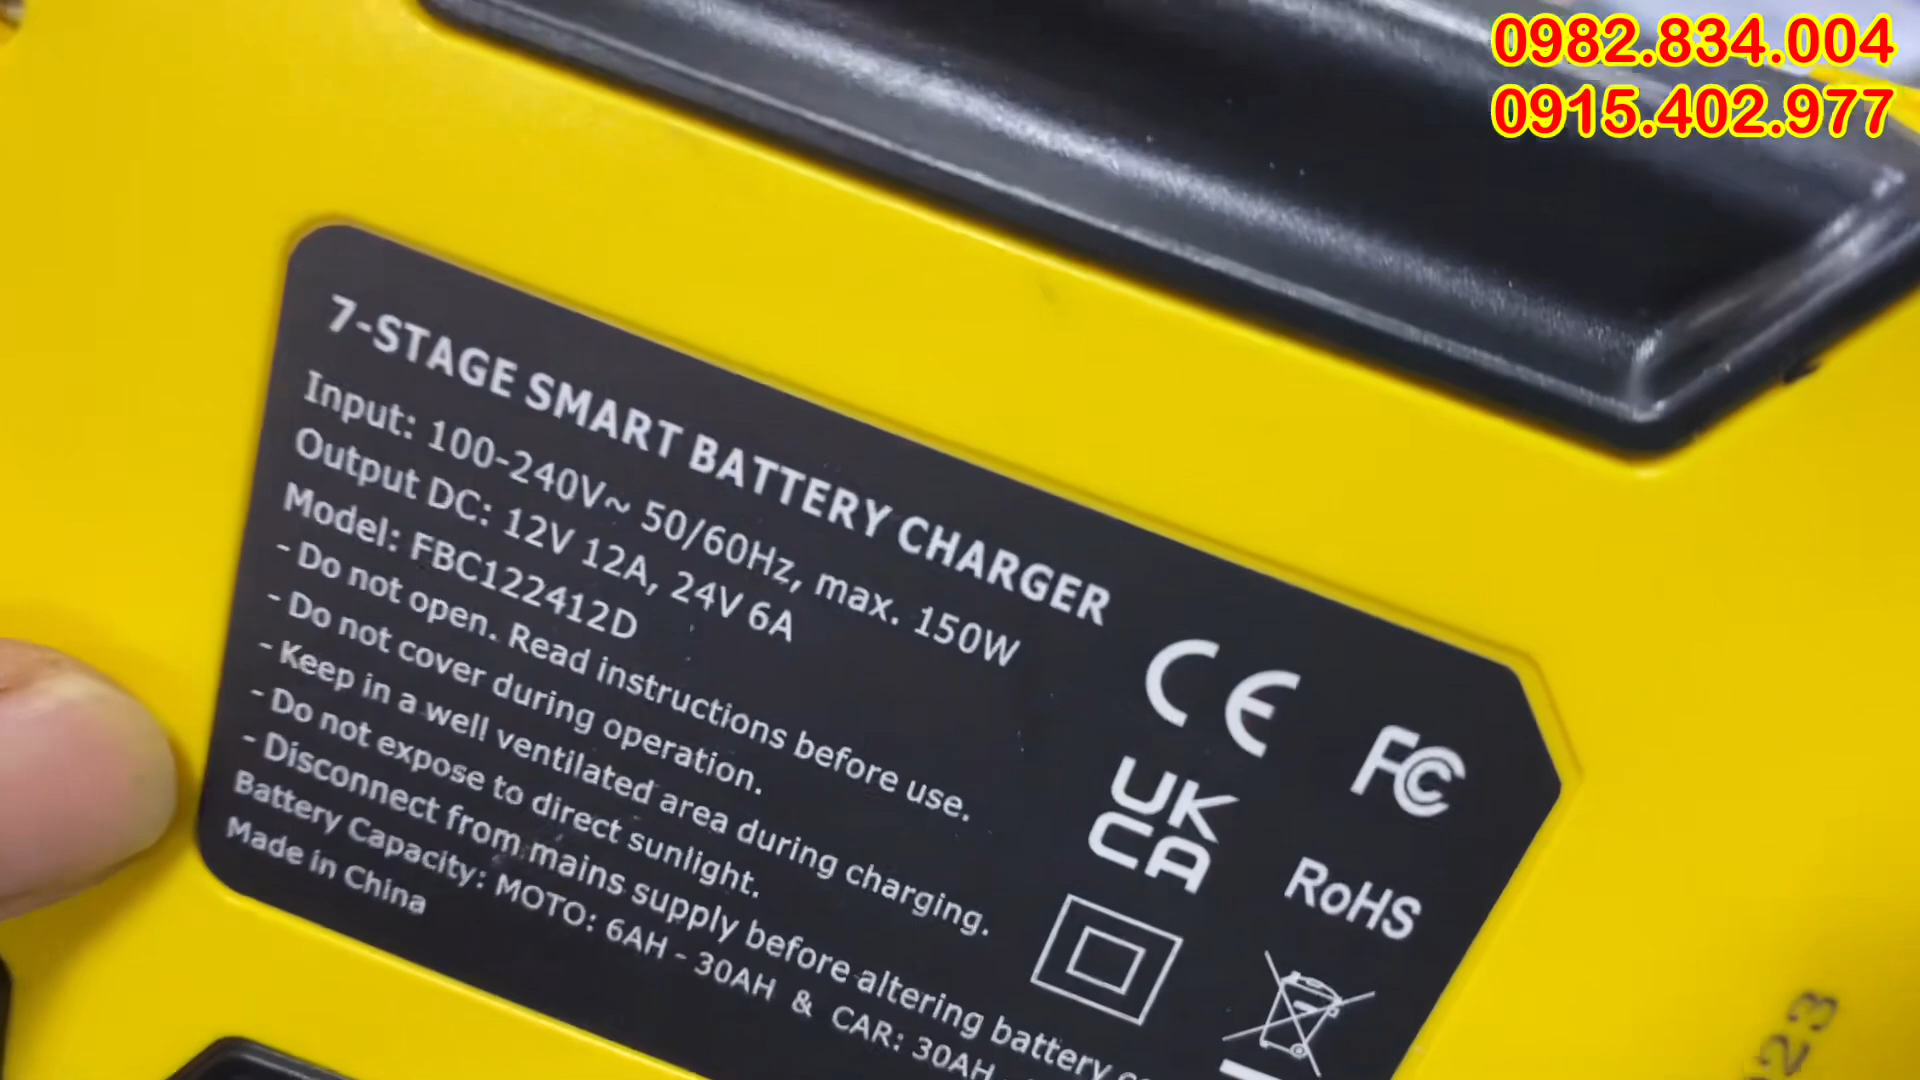 0982.834.004
0915.402.977
7-STAGE SMART BATTERY CHARGER
Input: 100-240V~ 50/60Hz, max. 150W
Output DC: 12V 12A, 24V 6A
Model: FBC122412D
- Do not open. Read instructions before use.
- Do not cover during operation.
- Keep in a well ventilated area during charging.
- Do not expose to direct sunlight.
- Disconnect from mains supply before altering battery
Battery Capacity: MOTO: 6AH - 30AH & CAR: 30AH
Made in China
CE
FC
UK
CA
RoHS
23